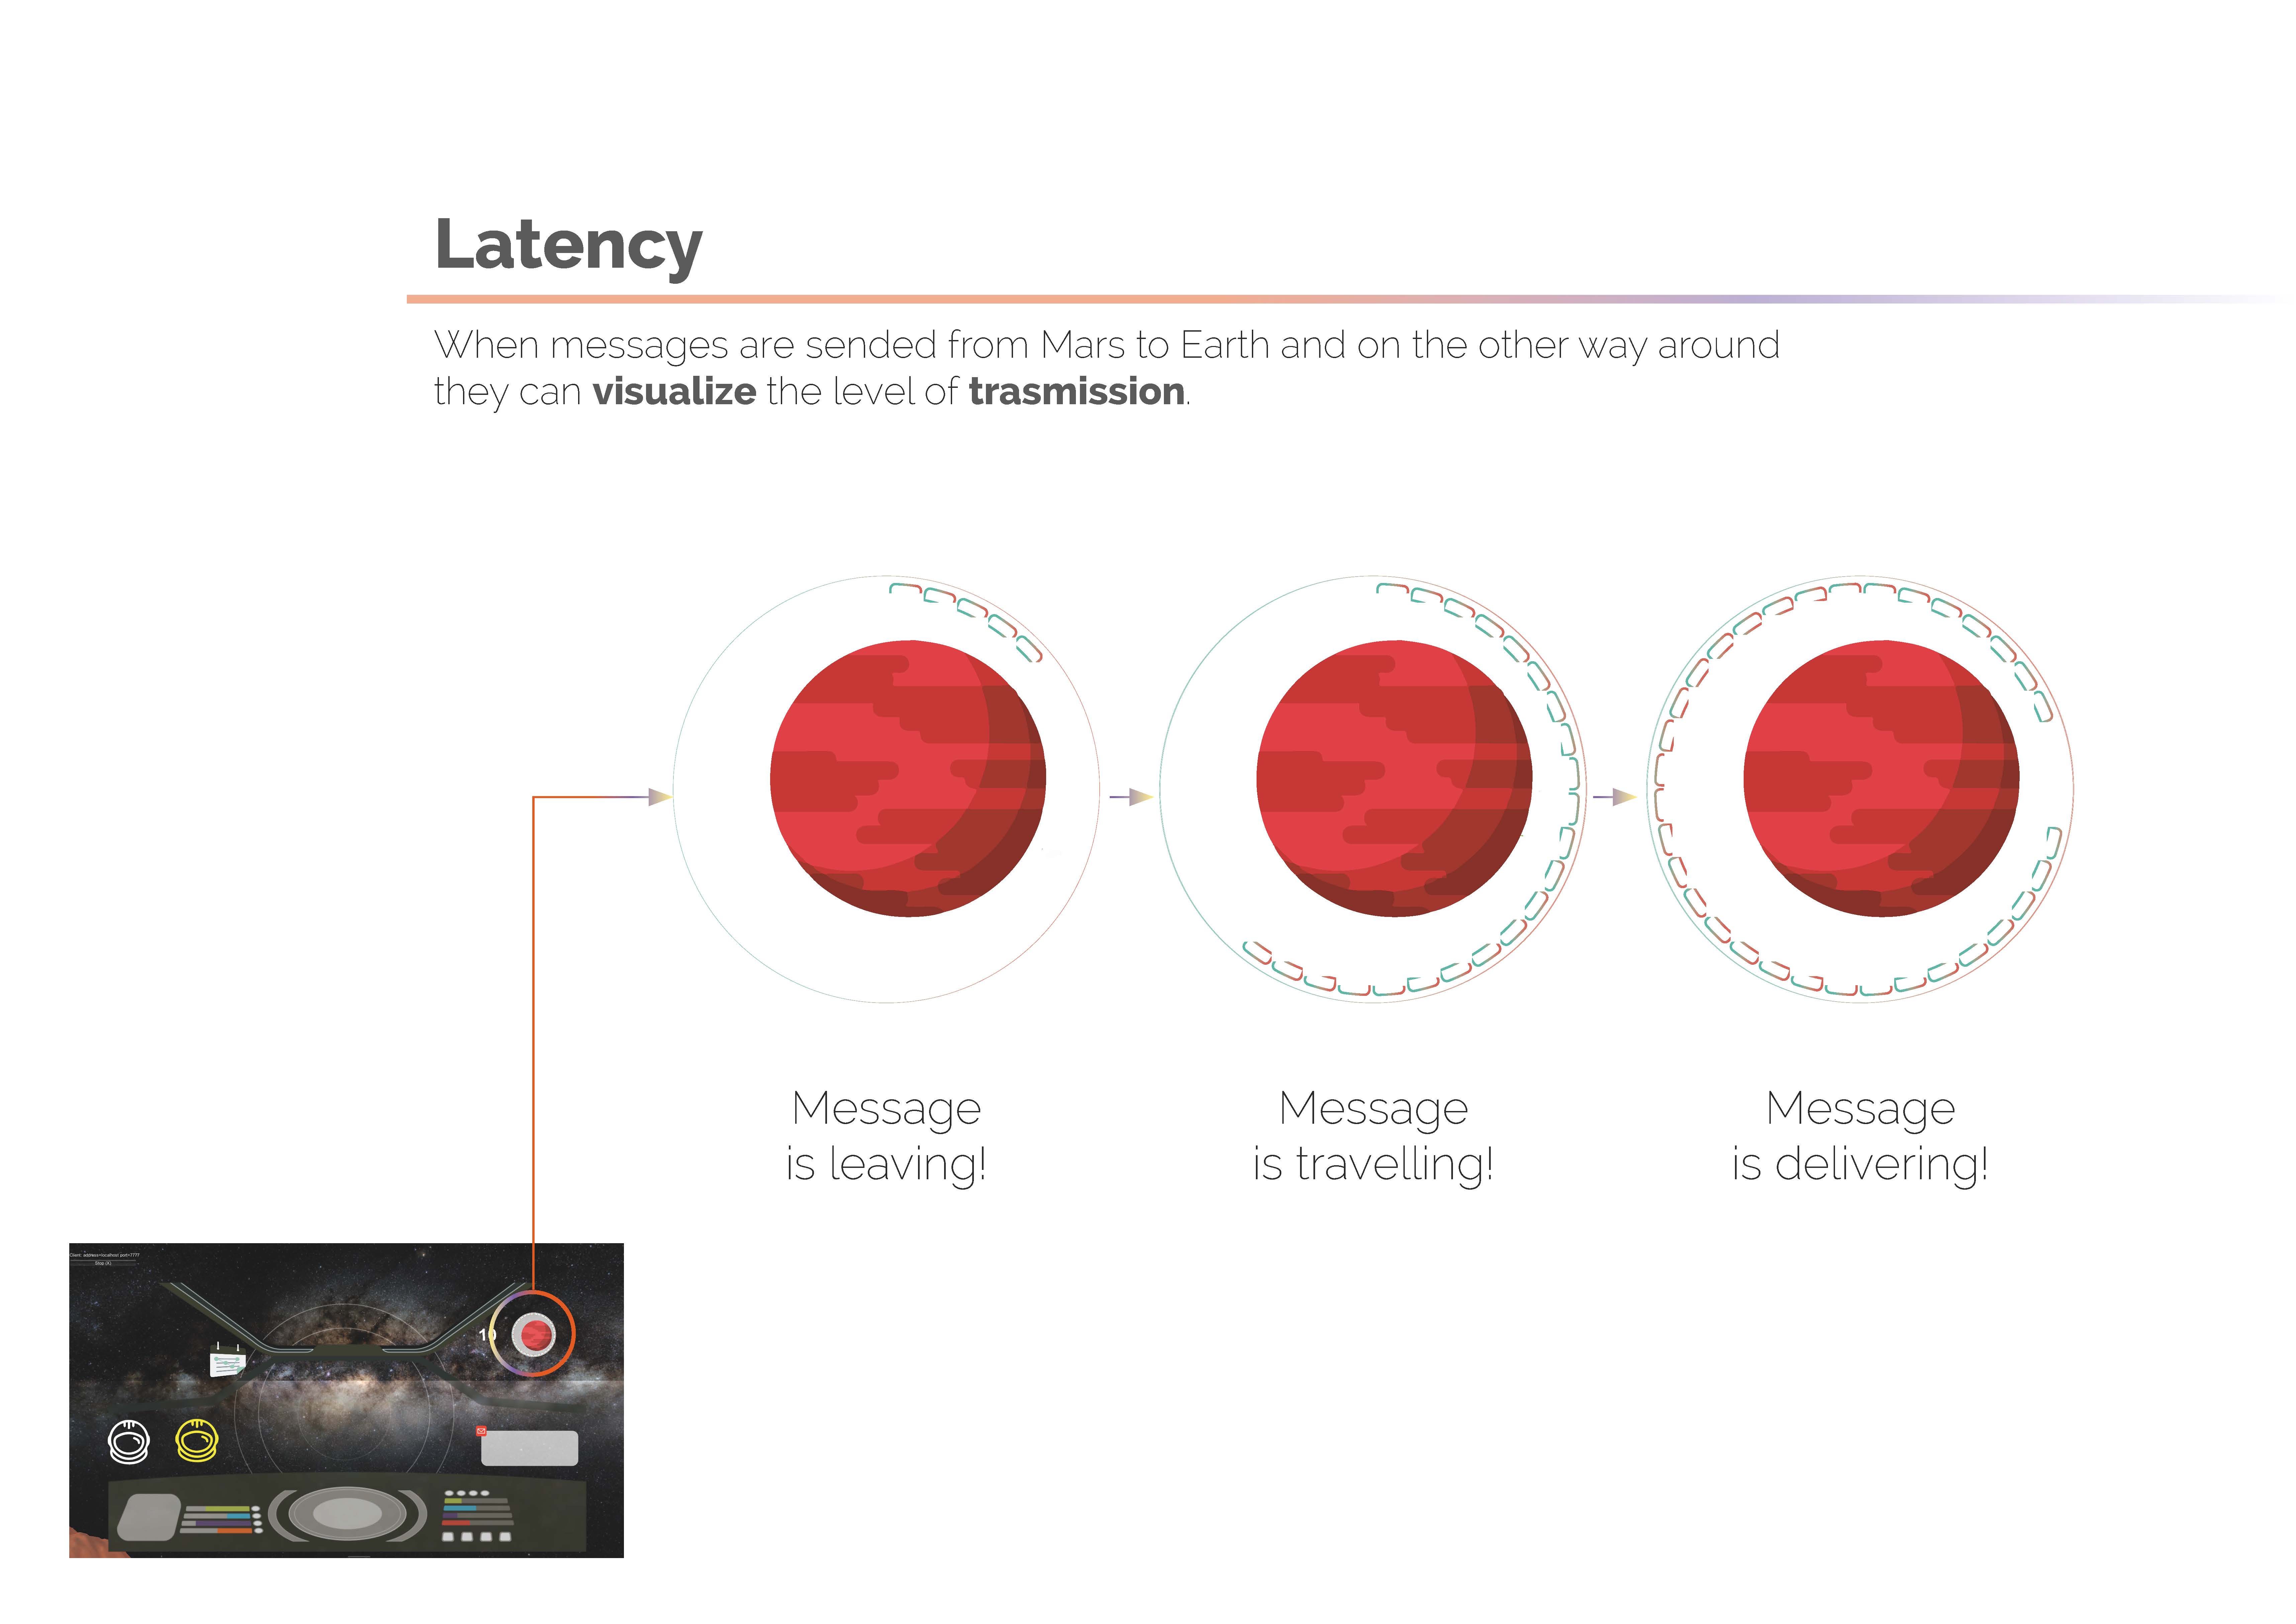 Latency
When messages are sended from Mars to Earth and on the other way around
they can visualize the level of trasmission.
Message
is leaving!
Message
is travelling!
Message
is delivering!
Client: address=localhost port=7777
Stop (X)
10